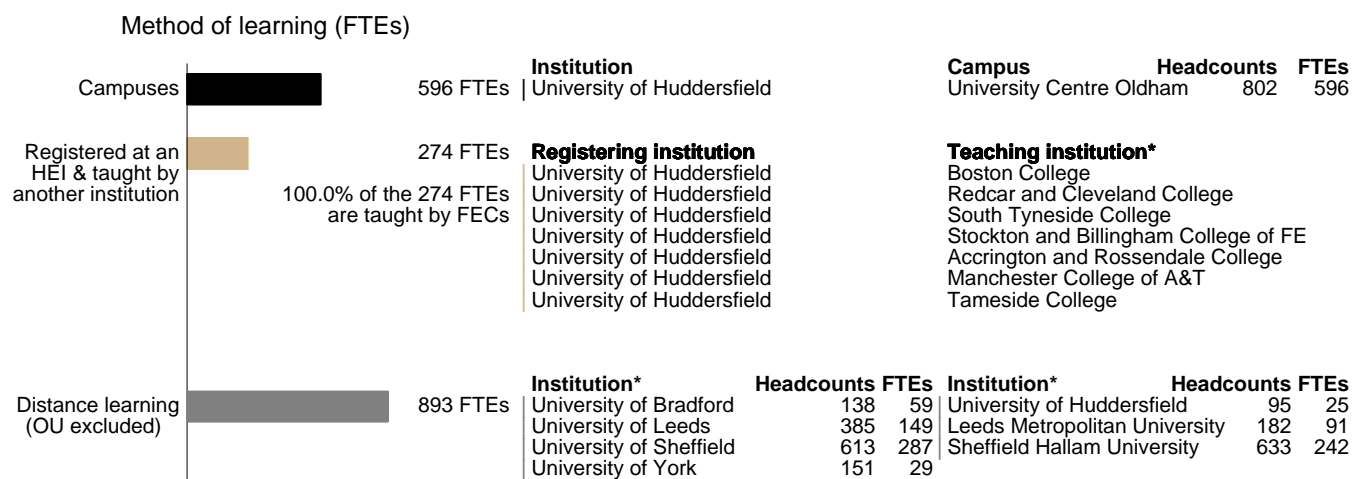 Method of learning (FTEs)
Institution Campus Headcounts FTEs
Campuses 596 FTEs University of Huddersfield University Centre Oldham 802 596
Registered at an 274 FTEs Registering institution Teaching institution*
HEI & taught by University of Huddersfield Boston College
another institution 100.0% of the 274 FTEs University of Huddersfield Redcar and Cleveland College
are taught by FECs University of Huddersfield South Tyneside College
University of Huddersfield Stockton and Billingham College of FE
University of Huddersfield Accrington and Rossendale College
University of Huddersfield Manchester College of A&T
University of Huddersfield Tameside College
Institution* Headcounts FTEs Institution* Headcounts FTEs
Distance learning 893 FTEs University of Bradford 138 59 University of Huddersfield 95 25
(OU excluded) University of Leeds 385 149 Leeds Metropolitan University 182 91
University of Sheffield 613 287 Sheffield Hallam University 633 242
University of York 151 29